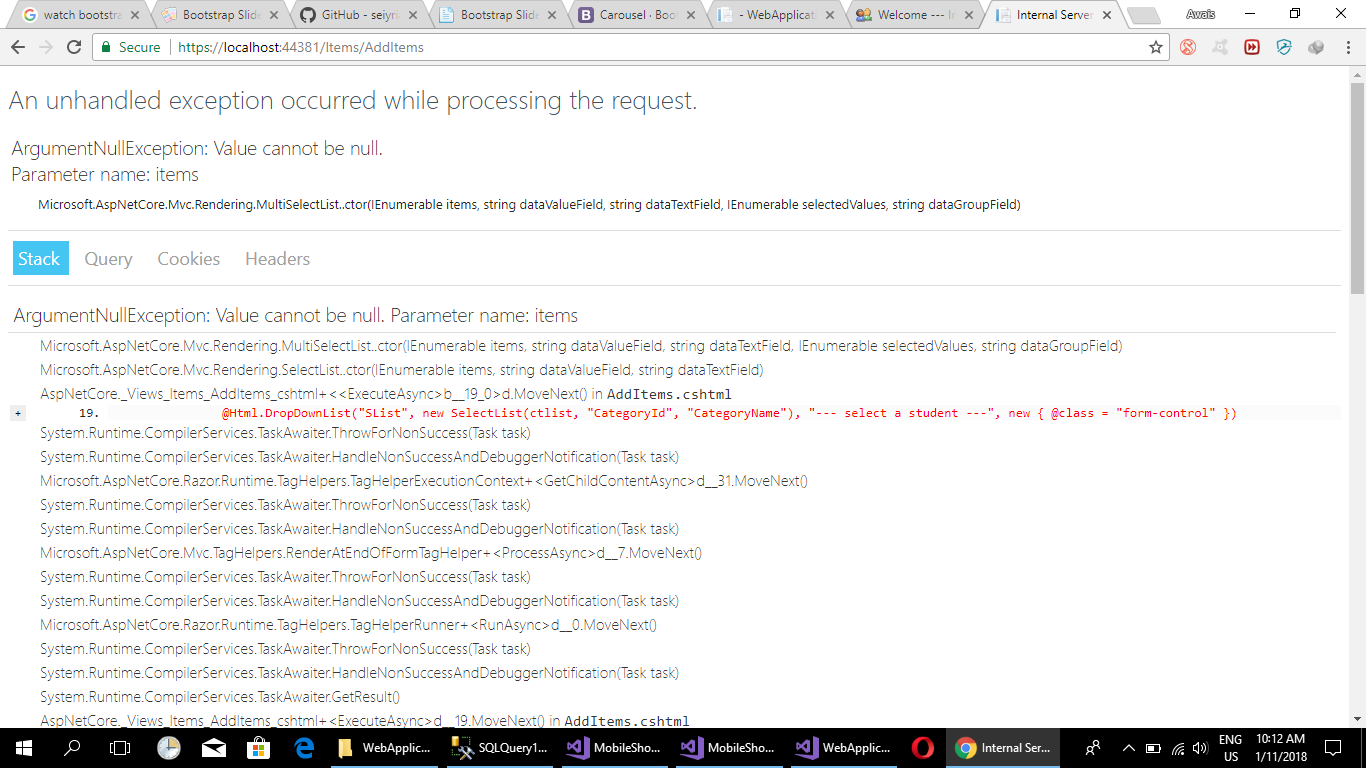 watch bootstra
Bootstrap Slide
GitHub - seiyri
Bootstrap Slide
Carousel · Boo
- WebApplicat
Welcome --- In
Internal Server
Awais
Secure
https://localhost:44381/Items/AddItems
An unhandled exception occurred while processing the request.
ArgumentNullException: Value cannot be null.
Parameter name: items
Microsoft.AspNetCore.Mvc.Rendering.MultiSelectList..ctor(IEnumerable items, string dataValueField, string dataTextField, IEnumerable selectedValues, string dataGroupField)
Stack Query Cookies Headers
ArgumentNullException: Value cannot be null. Parameter name: items
Microsoft.AspNetCore.Mvc.Rendering.MultiSelectList..ctor(IEnumerable items, string dataValueField, string dataTextField, IEnumerable selectedValues, string dataGroupField)
Microsoft.AspNetCore.Mvc.Rendering.SelectList..ctor(IEnumerable items, string dataValueField, string dataTextField)
AspNetCore._Views_Items_AddItems_cshtml+<<ExecuteAsync>b__19_0>d.MoveNext() in AddItems.cshtml
+ 19. @Html.DropDownList("SList", new SelectList(ctlist, "CategoryId", "CategoryName"), "--- select a student ---", new { @class = "form-control" })
System.Runtime.CompilerServices.TaskAwaiter.ThrowForNonSuccess(Task task)
System.Runtime.CompilerServices.TaskAwaiter.HandleNonSuccessAndDebuggerNotification(Task task)
Microsoft.AspNetCore.Razor.Runtime.TagHelpers.TagHelperExecutionContext+<GetChildContentAsync>d__31.MoveNext()
System.Runtime.CompilerServices.TaskAwaiter.ThrowForNonSuccess(Task task)
System.Runtime.CompilerServices.TaskAwaiter.HandleNonSuccessAndDebuggerNotification(Task task)
Microsoft.AspNetCore.Mvc.TagHelpers.RenderAtEndOfFormTagHelper+<ProcessAsync>d__7.MoveNext()
System.Runtime.CompilerServices.TaskAwaiter.ThrowForNonSuccess(Task task)
System.Runtime.CompilerServices.TaskAwaiter.HandleNonSuccessAndDebuggerNotification(Task task)
Microsoft.AspNetCore.Razor.Runtime.TagHelpers.TagHelperRunner+<RunAsync>d__0.MoveNext()
System.Runtime.CompilerServices.TaskAwaiter.ThrowForNonSuccess(Task task)
System.Runtime.CompilerServices.TaskAwaiter.HandleNonSuccessAndDebuggerNotification(Task task)
System.Runtime.CompilerServices.TaskAwaiter.GetResult()
AspNetCore._Views_Items_AddItems_cshtml+<ExecuteAsync>d__19.MoveNext() in AddItems.cshtml
WebApplic...
SQLQuery1...
MobileSho...
MobileSho...
WebApplic...
Internal Ser...
ENG
US
10:12 AM
1/11/2018